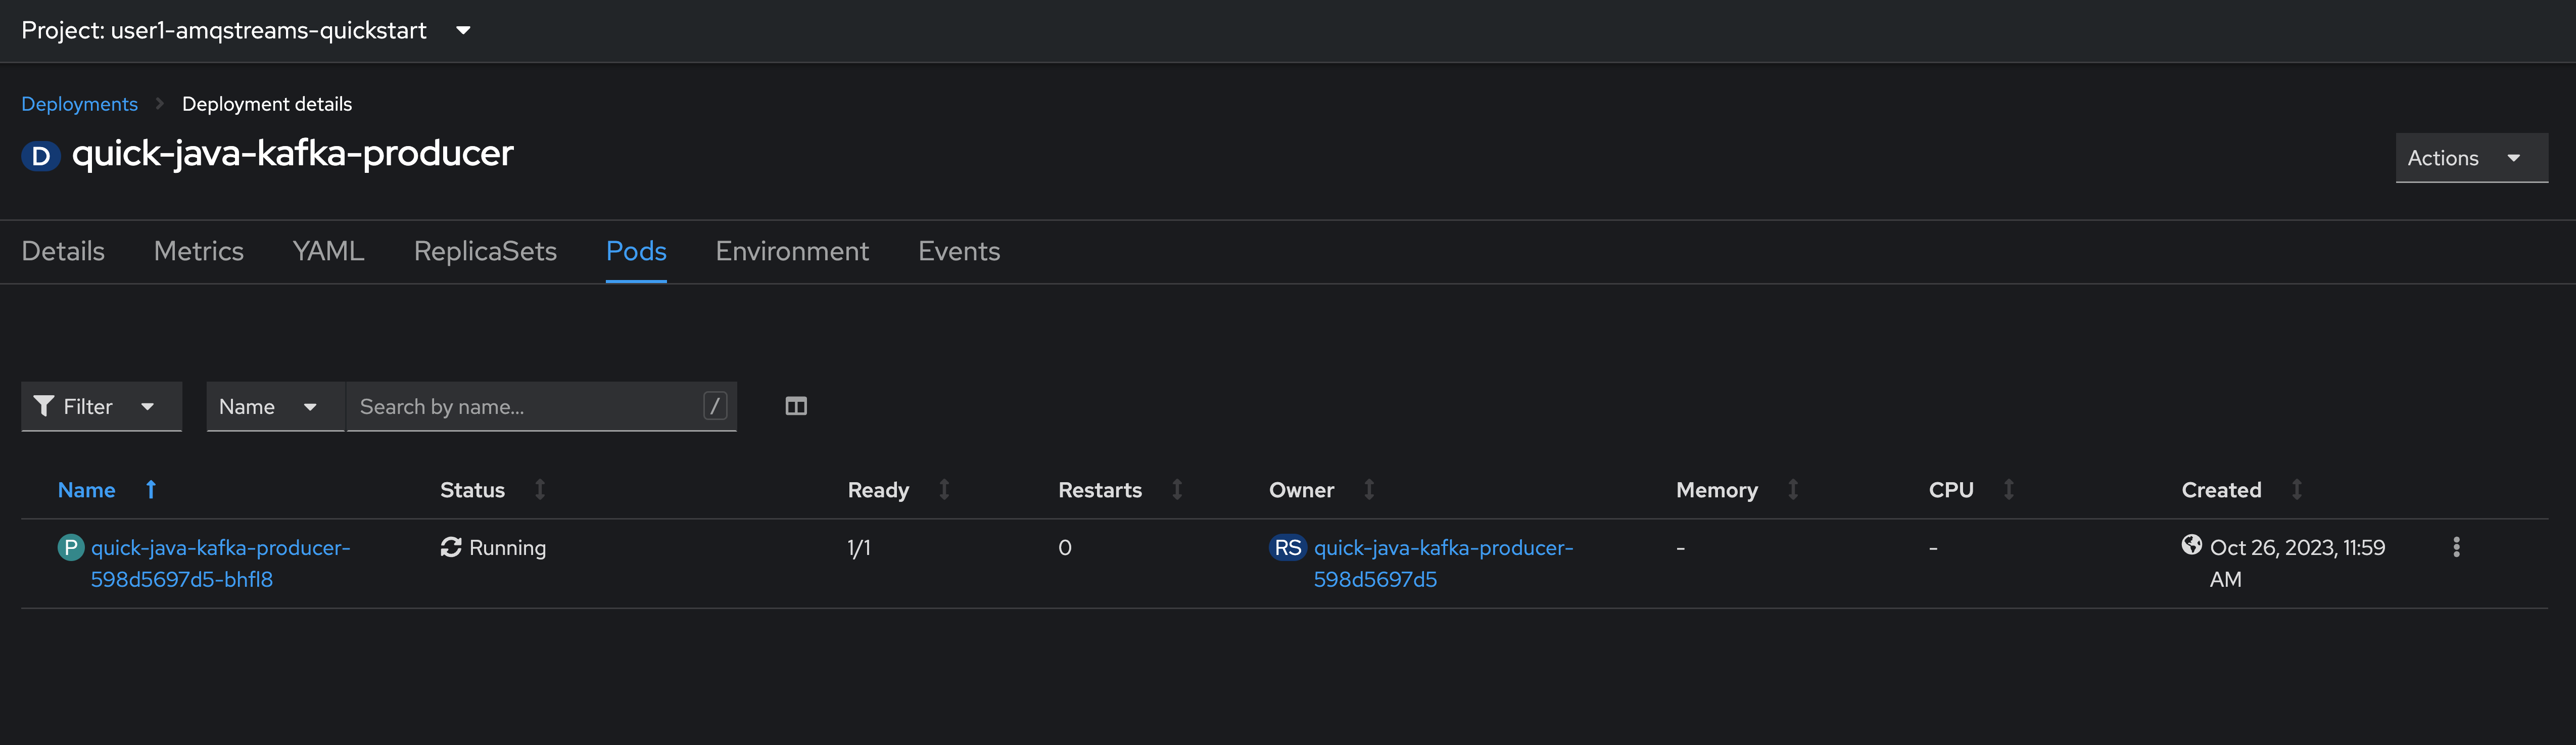 Project: user1-amqstreams-quickstart
Deployments Deployment details
D quick-java-kafka-producer
Actions
Details Metrics YAML ReplicaSets Pods Environment Events
Filter Name Search by name... /
Name Status Ready Restarts Owner Memory CPU Created
P quick-java-kafka-producer- Running 1/1 0 RS quick-java-kafka-producer- - - Oct 26, 2023, 11:59
598d5697d5-bhfl8 598d5697d5 AM